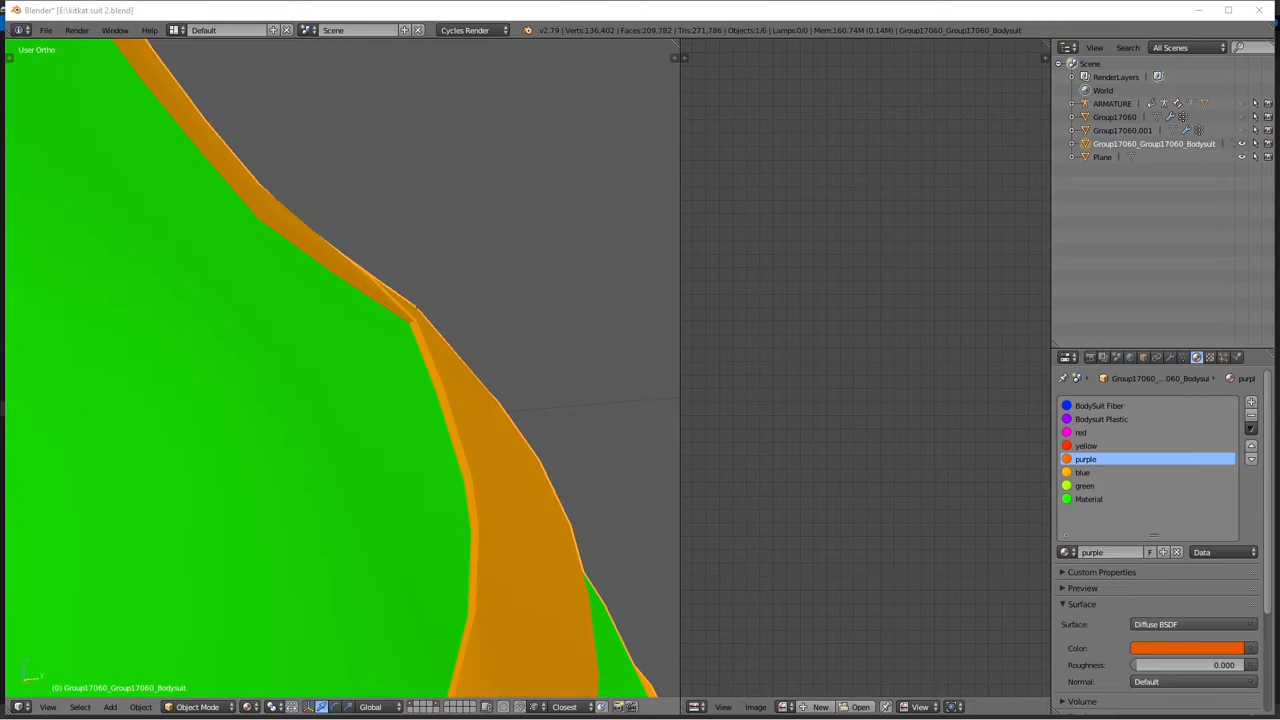 Blender* [E:\kitkat suit 2.blend]
File Render Window Help Default Scene Cycles Render v2.79 | Verts:136,402 | Faces:209,782 | Tris:271,786 | Objects:1/6 | Lamps:0/0 | Mem:160.74M (0.14M) | Group17060_Group17060_Bodysuit
View Search All Scenes
User Ortho
Scene
RenderLayers
World
ARMATURE
Group17060
Group17060.001
Group17060_Group17060_Bodysuit
Plane
Group17060_...060_Bodysui purpl
BodySuit Fiber
Bodysuit Plastic
red
yellow
purple
blue
green
Material
purple F Data
Custom Properties
Preview
Surface
Surface: Diffuse BSDF
Color:
Roughness: 0.000
Normal: Default
Volume
(0) Group17060_Group17060_Bodysuit
View Select Add Object Object Mode Global Closest View Image New Open View